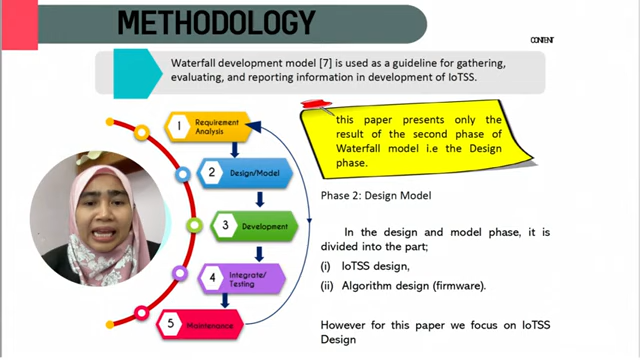 METHODOLOGY
CONTENT
Waterfall development model [7] is used as a guideline for gathering,
evaluating, and reporting information in development of IoTSS.
1 Requirement
Analysis
2 Design/Model
3 Development
4 Integrate/
Testing
5 Maintenance
this paper presents only the
result of the second phase of
Waterfall model i.e the Design
phase.
Phase 2: Design Model
In the design and model phase, it is
divided into the part;
(i) IoTSS design,
(ii) Algorithm design (firmware).
However for this paper we focus on IoTSS
Design